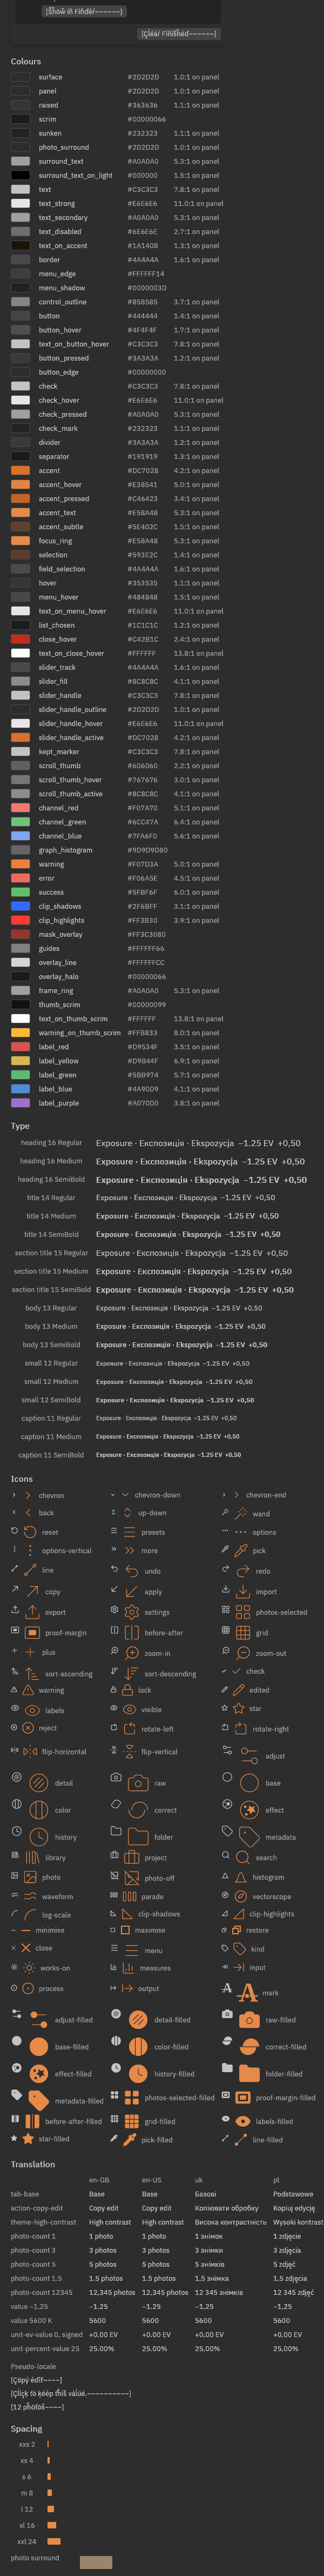 [Šĥöŵ îñ Fîñđéř~~~~~~]
[Çļéář Fîñîšĥéđ~~~~~~]
Colours
surface #2D2D2D 1.0:1 on panel
panel #2D2D2D 1.0:1 on panel
raised #363636 1.1:1 on panel
scrim #00000066
sunken #232323 1.1:1 on panel
photo_surround #2D2D2D 1.0:1 on panel
surround_text #A0A0A0 5.3:1 on panel
surround_text_on_light #000000 1.5:1 on panel
text #C3C3C3 7.8:1 on panel
text_strong #E6E6E6 11.0:1 on panel
text_secondary #A0A0A0 5.3:1 on panel
text_disabled #6E6E6E 2.7:1 on panel
text_on_accent #1A1408 1.3:1 on panel
border #4A4A4A 1.6:1 on panel
menu_edge #FFFFFF14
menu_shadow #0000003D
control_outline #858585 3.7:1 on panel
button #444444 1.4:1 on panel
button_hover #4F4F4F 1.7:1 on panel
text_on_button_hover #C3C3C3 7.8:1 on panel
button_pressed #3A3A3A 1.2:1 on panel
button_edge #00000000
check #C3C3C3 7.8:1 on panel
check_hover #E6E6E6 11.0:1 on panel
check_pressed #A0A0A0 5.3:1 on panel
check_mark #232323 1.1:1 on panel
divider #3A3A3A 1.2:1 on panel
separator #191919 1.3:1 on panel
accent #DC7028 4.2:1 on panel
accent_hover #E38541 5.0:1 on panel
accent_pressed #C46423 3.4:1 on panel
accent_text #E58A48 5.3:1 on panel
accent_subtle #5E402C 1.5:1 on panel
focus_ring #E58A48 5.3:1 on panel
selection #593E2C 1.4:1 on panel
field_selection #4A4A4A 1.6:1 on panel
hover #353535 1.1:1 on panel
menu_hover #484848 1.5:1 on panel
text_on_menu_hover #E6E6E6 11.0:1 on panel
list_chosen #1C1C1C 1.2:1 on panel
close_hover #C42B1C 2.4:1 on panel
text_on_close_hover #FFFFFF 13.8:1 on panel
slider_track #4A4A4A 1.6:1 on panel
slider_fill #8C8C8C 4.1:1 on panel
slider_handle #C3C3C3 7.8:1 on panel
slider_handle_outline #2D2D2D 1.0:1 on panel
slider_handle_hover #E6E6E6 11.0:1 on panel
slider_handle_active #DC7028 4.2:1 on panel
kept_marker #C3C3C3 7.8:1 on panel
scroll_thumb #606060 2.2:1 on panel
scroll_thumb_hover #767676 3.0:1 on panel
scroll_thumb_active #8C8C8C 4.1:1 on panel
channel_red #F07A70 5.1:1 on panel
channel_green #6CC47A 6.4:1 on panel
channel_blue #7FA6F0 5.6:1 on panel
graph_histogram #9D9D9D80
warning #F07D3A 5.0:1 on panel
error #F06A5E 4.5:1 on panel
success #5FBF6F 6.0:1 on panel
clip_shadows #2F6BFF 3.1:1 on panel
clip_highlights #FF3B30 3.9:1 on panel
mask_overlay #FF3C3080
guides #FFFFFF66
overlay_line #FFFFFFCC
overlay_halo #00000066
frame_ring #A0A0A0 5.3:1 on panel
thumb_scrim #00000099
text_on_thumb_scrim #FFFFFF 13.8:1 on panel
warning_on_thumb_scrim #FFB833 8.0:1 on panel
label_red #D9534F 3.5:1 on panel
label_yellow #D9B44F 6.9:1 on panel
label_green #5BB974 5.7:1 on panel
label_blue #4A90D9 4.1:1 on panel
label_purple #A070D0 3.8:1 on panel
Type
heading 16 Regular Exposure · Експозиція · Ekspozycja −1.25 EV +0,50
heading 16 Medium Exposure · Експозиція · Ekspozycja −1.25 EV +0,50
heading 16 SemiBold Exposure · Експозиція · Ekspozycja −1.25 EV +0,50
title 14 Regular Exposure · Експозиція · Ekspozycja −1.25 EV +0,50
title 14 Medium Exposure · Експозиція · Ekspozycja −1.25 EV +0,50
title 14 SemiBold Exposure · Експозиція · Ekspozycja −1.25 EV +0,50
section title 15 Regular Exposure · Експозиція · Ekspozycja −1.25 EV +0,50
section title 15 Medium Exposure · Експозиція · Ekspozycja −1.25 EV +0,50
section title 15 SemiBold Exposure · Експозиція · Ekspozycja −1.25 EV +0,50
body 13 Regular Exposure · Експозиція · Ekspozycja −1.25 EV +0,50
body 13 Medium Exposure · Експозиція · Ekspozycja −1.25 EV +0,50
body 13 SemiBold Exposure · Експозиція · Ekspozycja −1.25 EV +0,50
small 12 Regular Exposure · Експозиція · Ekspozycja −1.25 EV +0,50
small 12 Medium Exposure · Експозиція · Ekspozycja −1.25 EV +0,50
small 12 SemiBold Exposure · Експозиція · Ekspozycja −1.25 EV +0,50
caption 11 Regular Exposure · Експозиція · Ekspozycja −1.25 EV +0,50
caption 11 Medium Exposure · Експозиція · Ekspozycja −1.25 EV +0,50
caption 11 SemiBold Exposure · Експозиція · Ekspozycja −1.25 EV +0,50
Icons
chevron chevron-down chevron-end
back up-down wand
reset presets options
options-vertical more pick
line undo redo
copy apply import
export settings photos-selected
proof-margin before-after grid
plus zoom-in zoom-out
sort-ascending sort-descending check
warning lock edited
labels visible star
reject rotate-left rotate-right
flip-horizontal flip-vertical adjust
detail raw base
color correct effect
history folder metadata
library project search
photo photo-off histogram
waveform parade vectorscope
log-scale clip-shadows clip-highlights
minimise maximise restore
close menu kind
works-on measures input
process output mark
adjust-filled detail-filled raw-filled
base-filled color-filled correct-filled
effect-filled history-filled folder-filled
metadata-filled photos-selected-filled proof-margin-filled
before-after-filled grid-filled labels-filled
star-filled pick-filled line-filled
Translation
en-GB en-US uk pl
tab-base Base Base Базові Podstawowe
action-copy-edit Copy edit Copy edit Копіювати обробку Kopiuj edycję
theme-high-contrast High contrast High contrast Висока контрастність Wysoki kontrast
photo-count 1 1 photo 1 photo 1 знімок 1 zdjęcie
photo-count 3 3 photos 3 photos 3 знімки 3 zdjęcia
photo-count 5 5 photos 5 photos 5 знімків 5 zdjęć
photo-count 1.5 1.5 photos 1.5 photos 1,5 знімка 1,5 zdjęcia
photo-count 12345 12,345 photos 12,345 photos 12 345 знімків 12 345 zdjęć
value −1.25 −1.25 −1.25 −1,25 −1,25
value 5600 K 5600 5600 5600 5600
unit-ev-value 0, signed +0.00 EV +0.00 EV +0,00 EV +0,00 EV
unit-percent-value 25 25.00% 25.00% 25,00% 25,00%
Pseudo-locale
[Çöþý éđîť~~~~]
[Çļîçķ ťö ķééþ ťĥîš váļúé.~~~~~~~~~~]
[12 þĥöťöš~~~~]
Spacing
xxs 2
xs 4
s 6
m 8
l 12
xl 16
xxl 24
photo surround